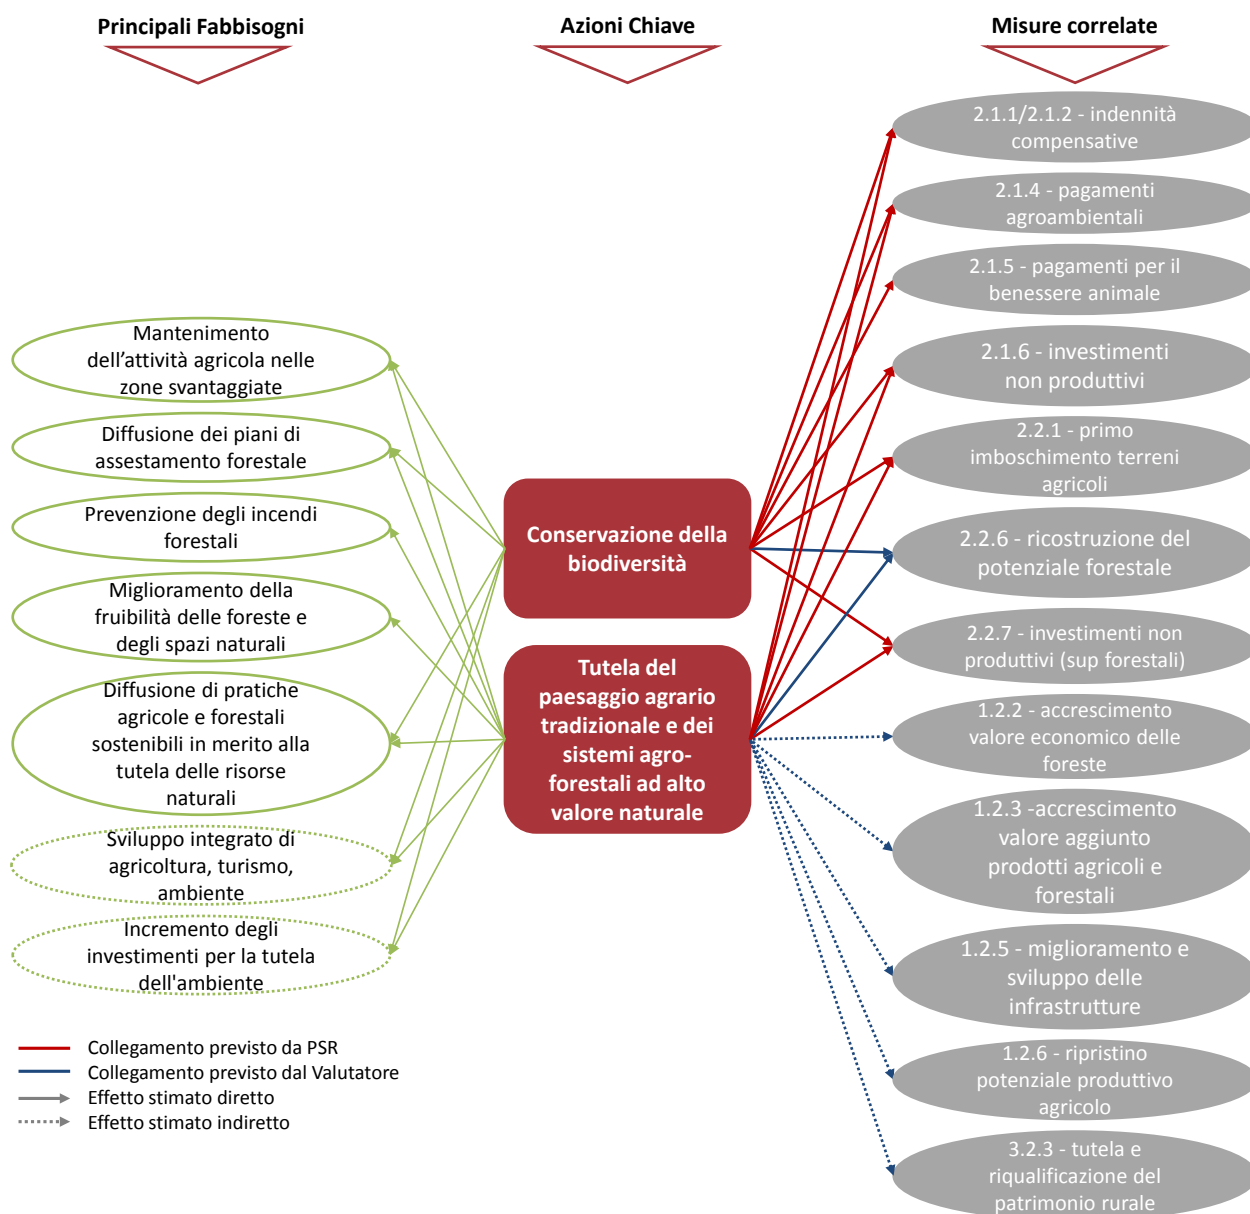 Principali Fabbisogni
Azioni Chiave
Misure correlate
Mantenimento
dell’attività agricola nelle
zone svantaggiate
Diffusione dei piani di
assestamento forestale
Prevenzione degli incendi
forestali
Miglioramento della
fruibilità delle foreste e
degli spazi naturali
Diffusione di pratiche
agricole e forestali
sostenibili in merito alla
tutela delle risorse
naturali
Sviluppo integrato di
agricoltura, turismo,
ambiente
Incremento degli
investimenti per la tutela
dell'ambiente
Conservazione della
biodiversità
Tutela del
paesaggio agrario
tradizionale e dei
sistemi agro-
forestali ad alto
valore naturale
2.1.1/2.1.2 - indennità
compensative
2.1.4 - pagamenti
agroambientali
2.1.5 - pagamenti per il
benessere animale
2.1.6 - investimenti
non produttivi
2.2.1 - primo
imboschimento terreni
agricoli
2.2.6 - ricostruzione del
potenziale forestale
2.2.7 - investimenti non
produttivi (sup forestali)
1.2.2 - accrescimento
valore economico delle
foreste
1.2.3 -accrescimento
valore aggiunto
prodotti agricoli e
forestali
1.2.5 - miglioramento e
sviluppo delle
infrastrutture
1.2.6 - ripristino
potenziale produttivo
agricolo
3.2.3 - tutela e
riqualificazione del
patrimonio rurale
Collegamento previsto da PSR
Collegamento previsto dal Valutatore
Effetto stimato diretto
Effetto stimato indiretto